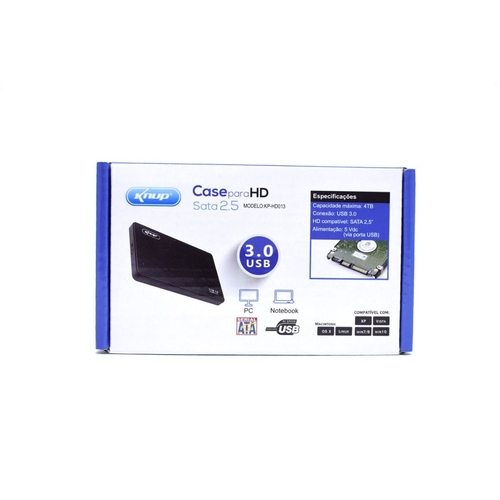 Knup
Case para HD
Sata 2.5 MODELO KP-HD013
3.0
USB
PC
Notebook
SERIAL
ATA
USB
Especificações
Capacidade máxima: 4TB
Conexão: USB 3.0
HD compatível: SATA 2,5"
Alimentação: 5 Vdc
(via porta USB)
COMPATÍVEL COM:
Macintosh
OS X
Linux
XP
Vista